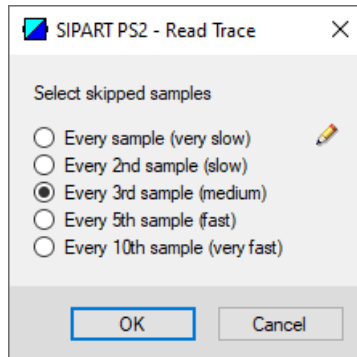 SIPART PS2 - Read Trace
Select skipped samples
Every sample (very slow)
Every 2nd sample (slow)
Every 3rd sample (medium)
Every 5th sample (fast)
Every 10th sample (very fast)
OK
Cancel